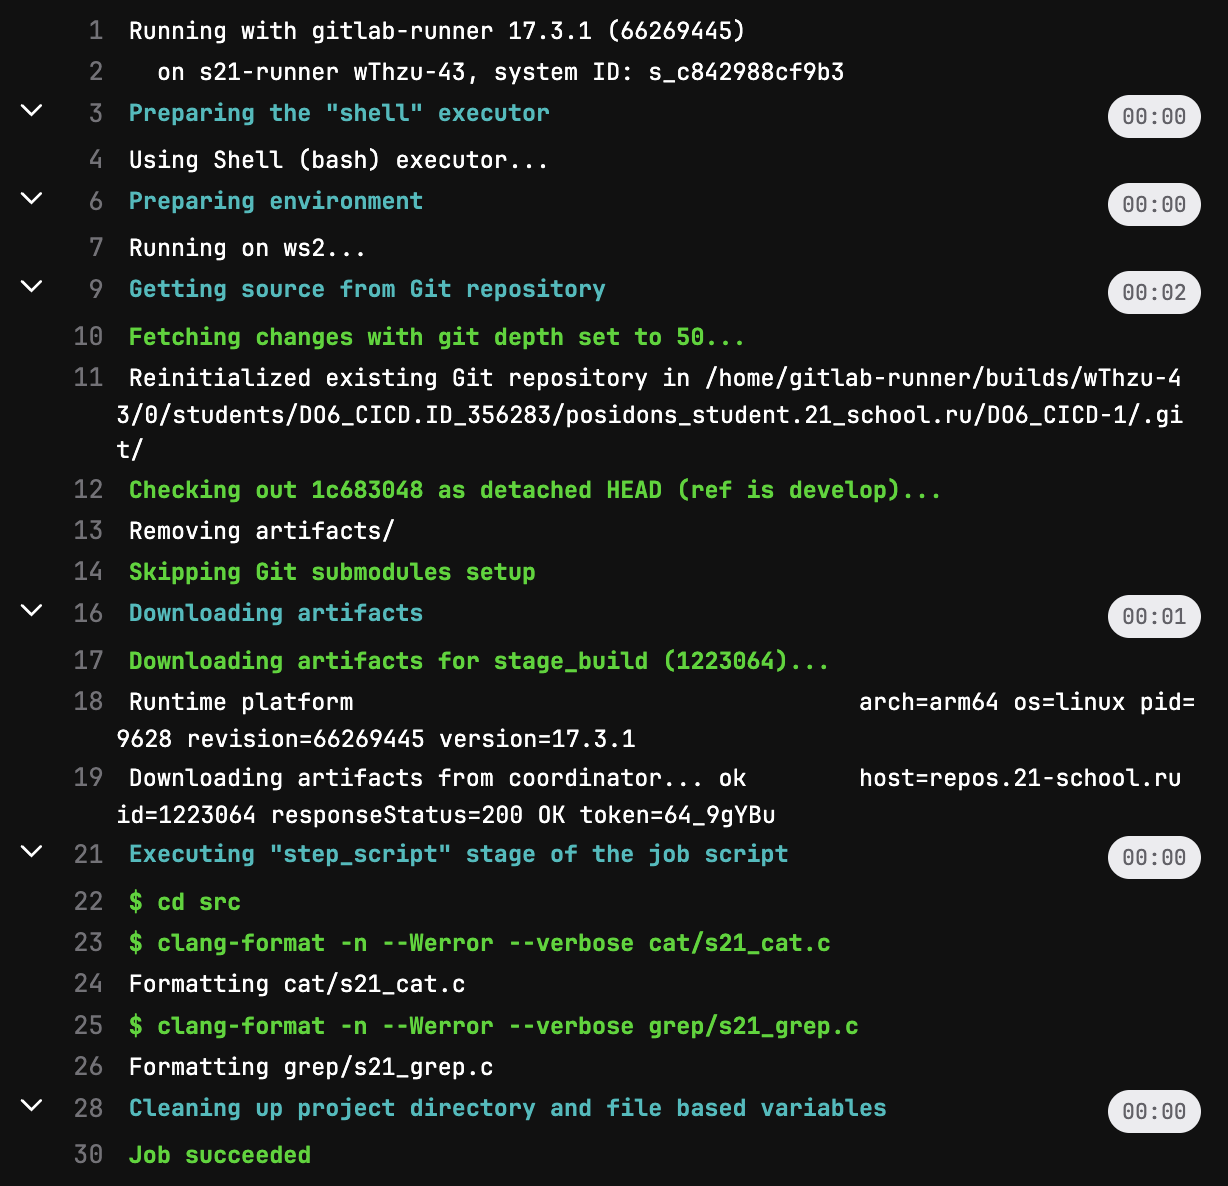 1 Running with gitlab-runner 17.3.1 (66269445)
2 on s21-runner wThzu-43, system ID: s_c842988cf9b3
3 Preparing the "shell" executor 00:00
4 Using Shell (bash) executor...
6 Preparing environment 00:00
7 Running on ws2...
9 Getting source from Git repository 00:02
10 Fetching changes with git depth set to 50...
11 Reinitialized existing Git repository in /home/gitlab-runner/builds/wThzu-4
3/0/students/DO6_CICD.ID_356283/posidons_student.21_school.ru/DO6_CICD-1/.gi
t/
12 Checking out 1c683048 as detached HEAD (ref is develop)...
13 Removing artifacts/
14 Skipping Git submodules setup
16 Downloading artifacts 00:01
17 Downloading artifacts for stage_build (1223064)...
18 Runtime platform arch=arm64 os=linux pid=
9628 revision=66269445 version=17.3.1
19 Downloading artifacts from coordinator... ok host=repos.21-school.ru
id=1223064 responseStatus=200 OK token=64_9gYBu
21 Executing "step_script" stage of the job script 00:00
22 $ cd src
23 $ clang-format -n --Werror --verbose cat/s21_cat.c
24 Formatting cat/s21_cat.c
25 $ clang-format -n --Werror --verbose grep/s21_grep.c
26 Formatting grep/s21_grep.c
28 Cleaning up project directory and file based variables 00:00
30 Job succeeded